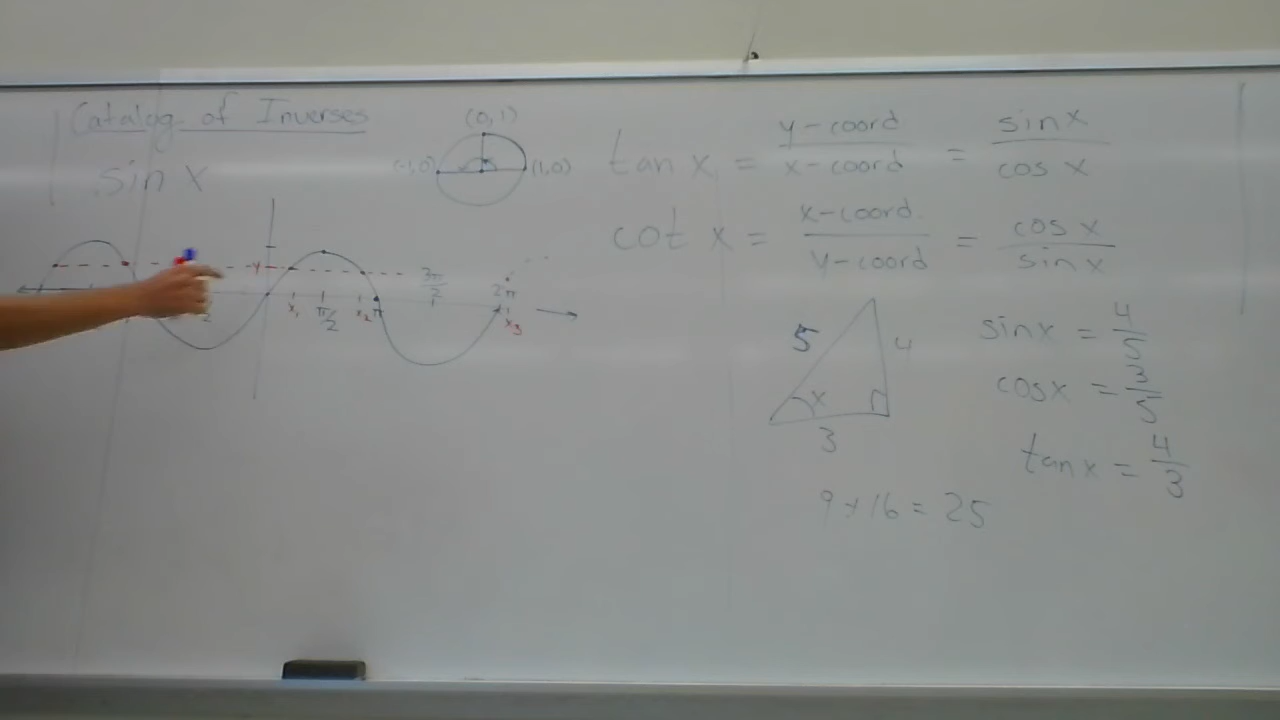 Catalog of Inverses
sin x
(0,1)
(-1,0)
(1,0)
y
x₁
π/2
x₂
π
3π/2
2π
x₃
2
tan x = y-coord/x-coord = sin x/cos x
cot x = x-coord/y-coord = cos x/sin x
5
4
x
3
9 + 16 = 25
sin x = 4/5
cos x = 3/5
tan x = 4/3